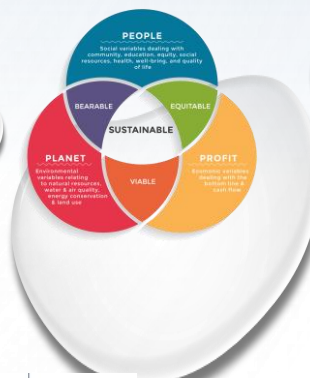 PEOPLE
Social variables dealing with
community, education, equity, social
resources, health, well-bring, and quality
of life
BEARABLE
EQUITABLE
SUSTAINABLE
PLANET
Environmental
variables relating
to natural resources,
water & air quality,
energy conservation
& land use
PROFIT
Economic variables
dealing with the
bottom line &
cash flow
VIABLE